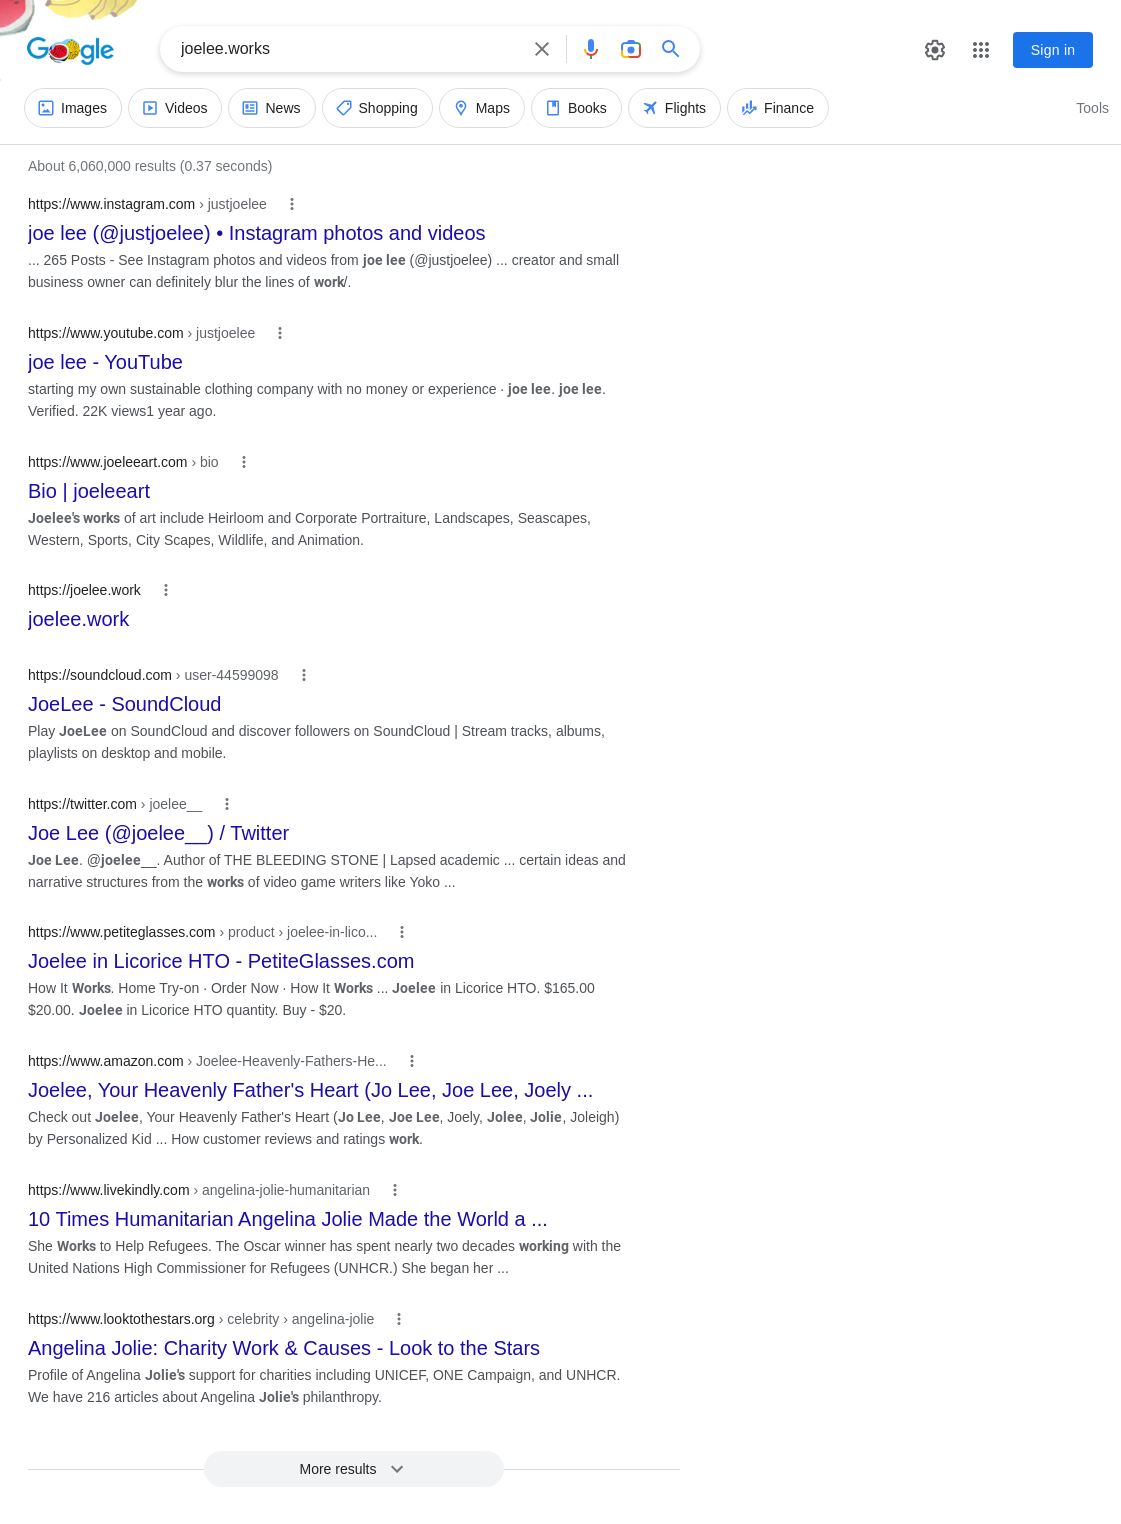 Google
joelee.works
Sign in
Images
Videos
News
Shopping
Maps
Books
Flights
Finance
Tools
About 6,060,000 results (0.37 seconds)
https://www.instagram.com › justjoelee
joe lee (@justjoelee) • Instagram photos and videos
... 265 Posts - See Instagram photos and videos from joe lee (@justjoelee) ... creator and small
business owner can definitely blur the lines of work/.
https://www.youtube.com › justjoelee
joe lee - YouTube
starting my own sustainable clothing company with no money or experience · joe lee. joe lee.
Verified. 22K views1 year ago.
https://www.joeleeart.com › bio
Bio | joeleeart
Joelee's works of art include Heirloom and Corporate Portraiture, Landscapes, Seascapes,
Western, Sports, City Scapes, Wildlife, and Animation.
https://joelee.work
joelee.work
https://soundcloud.com › user-44599098
JoeLee - SoundCloud
Play JoeLee on SoundCloud and discover followers on SoundCloud | Stream tracks, albums,
playlists on desktop and mobile.
https://twitter.com › joelee__
Joe Lee (@joelee__) / Twitter
Joe Lee. @joelee__. Author of THE BLEEDING STONE | Lapsed academic ... certain ideas and
narrative structures from the works of video game writers like Yoko ...
https://www.petiteglasses.com › product › joelee-in-lico...
Joelee in Licorice HTO - PetiteGlasses.com
How It Works. Home Try-on · Order Now · How It Works ... Joelee in Licorice HTO. $165.00
$20.00. Joelee in Licorice HTO quantity. Buy - $20.
https://www.amazon.com › Joelee-Heavenly-Fathers-He...
Joelee, Your Heavenly Father's Heart (Jo Lee, Joe Lee, Joely ...
Check out Joelee, Your Heavenly Father's Heart (Jo Lee, Joe Lee, Joely, Jolee, Jolie, Joleigh)
by Personalized Kid ... How customer reviews and ratings work.
https://www.livekindly.com › angelina-jolie-humanitarian
10 Times Humanitarian Angelina Jolie Made the World a ...
She Works to Help Refugees. The Oscar winner has spent nearly two decades working with the
United Nations High Commissioner for Refugees (UNHCR.) She began her ...
https://www.looktothestars.org › celebrity › angelina-jolie
Angelina Jolie: Charity Work & Causes - Look to the Stars
Profile of Angelina Jolie's support for charities including UNICEF, ONE Campaign, and UNHCR.
We have 216 articles about Angelina Jolie's philanthropy.
More results